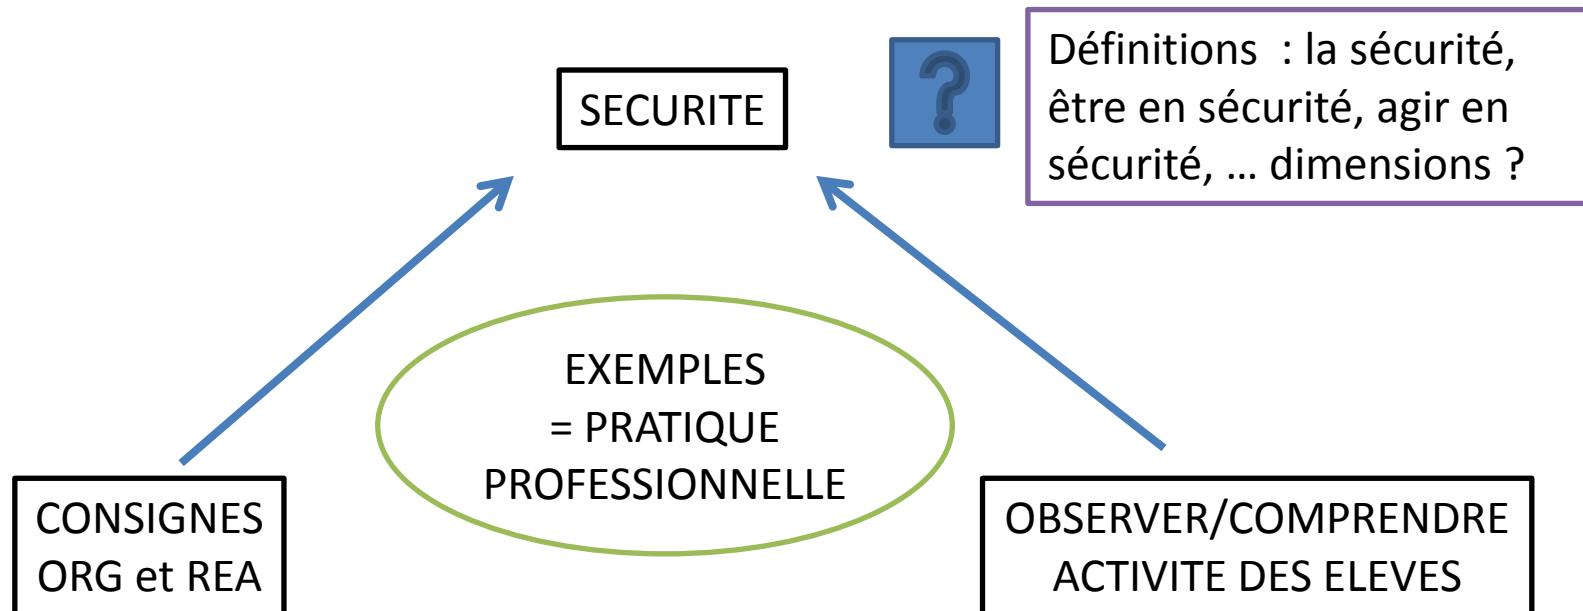 SECURITE
?
Définitions : la sécurité,
être en sécurité, agir en
sécurité, ... dimensions ?
EXEMPLES
= PRATIQUE
PROFESSIONNELLE
CONSIGNES
ORG et REA
OBSERVER/COMPRENDRE
ACTIVITE DES ELEVES